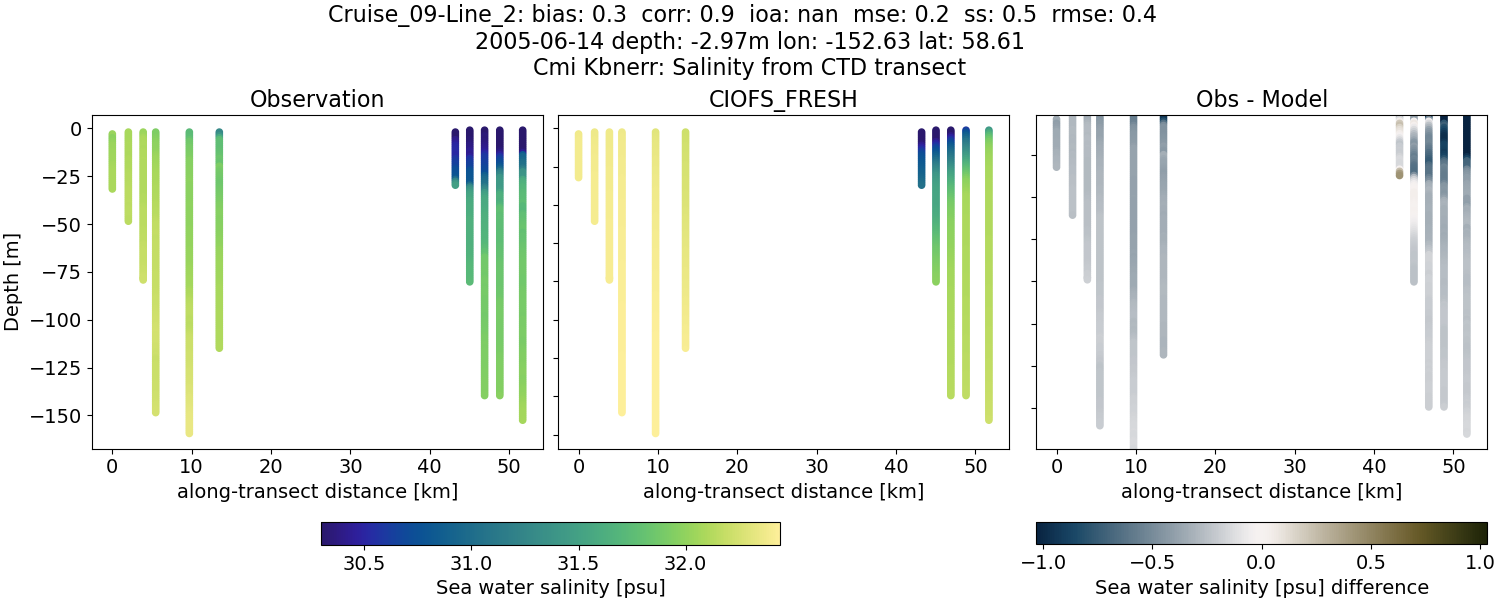 Cruise_09-Line_2: bias: 0.3  corr: 0.9  ioa: nan  mse: 0.2  ss: 0.5  rmse: 0.4
2005-06-14 depth: -2.97m lon: -152.63 lat: 58.61
Cmi Kbnerr: Salinity from CTD transect
Observation
CIOFS_FRESH
Obs - Model
Depth [m]
0
−25
−50
−75
−100
−125
−150
0 10 20 30 40 50
0 10 20 30 40 50
0 10 20 30 40 50
along-transect distance [km]
along-transect distance [km]
along-transect distance [km]
30.5 31.0 31.5 32.0
Sea water salinity [psu]
−1.0 −0.5 0.0 0.5 1.0
Sea water salinity [psu] difference